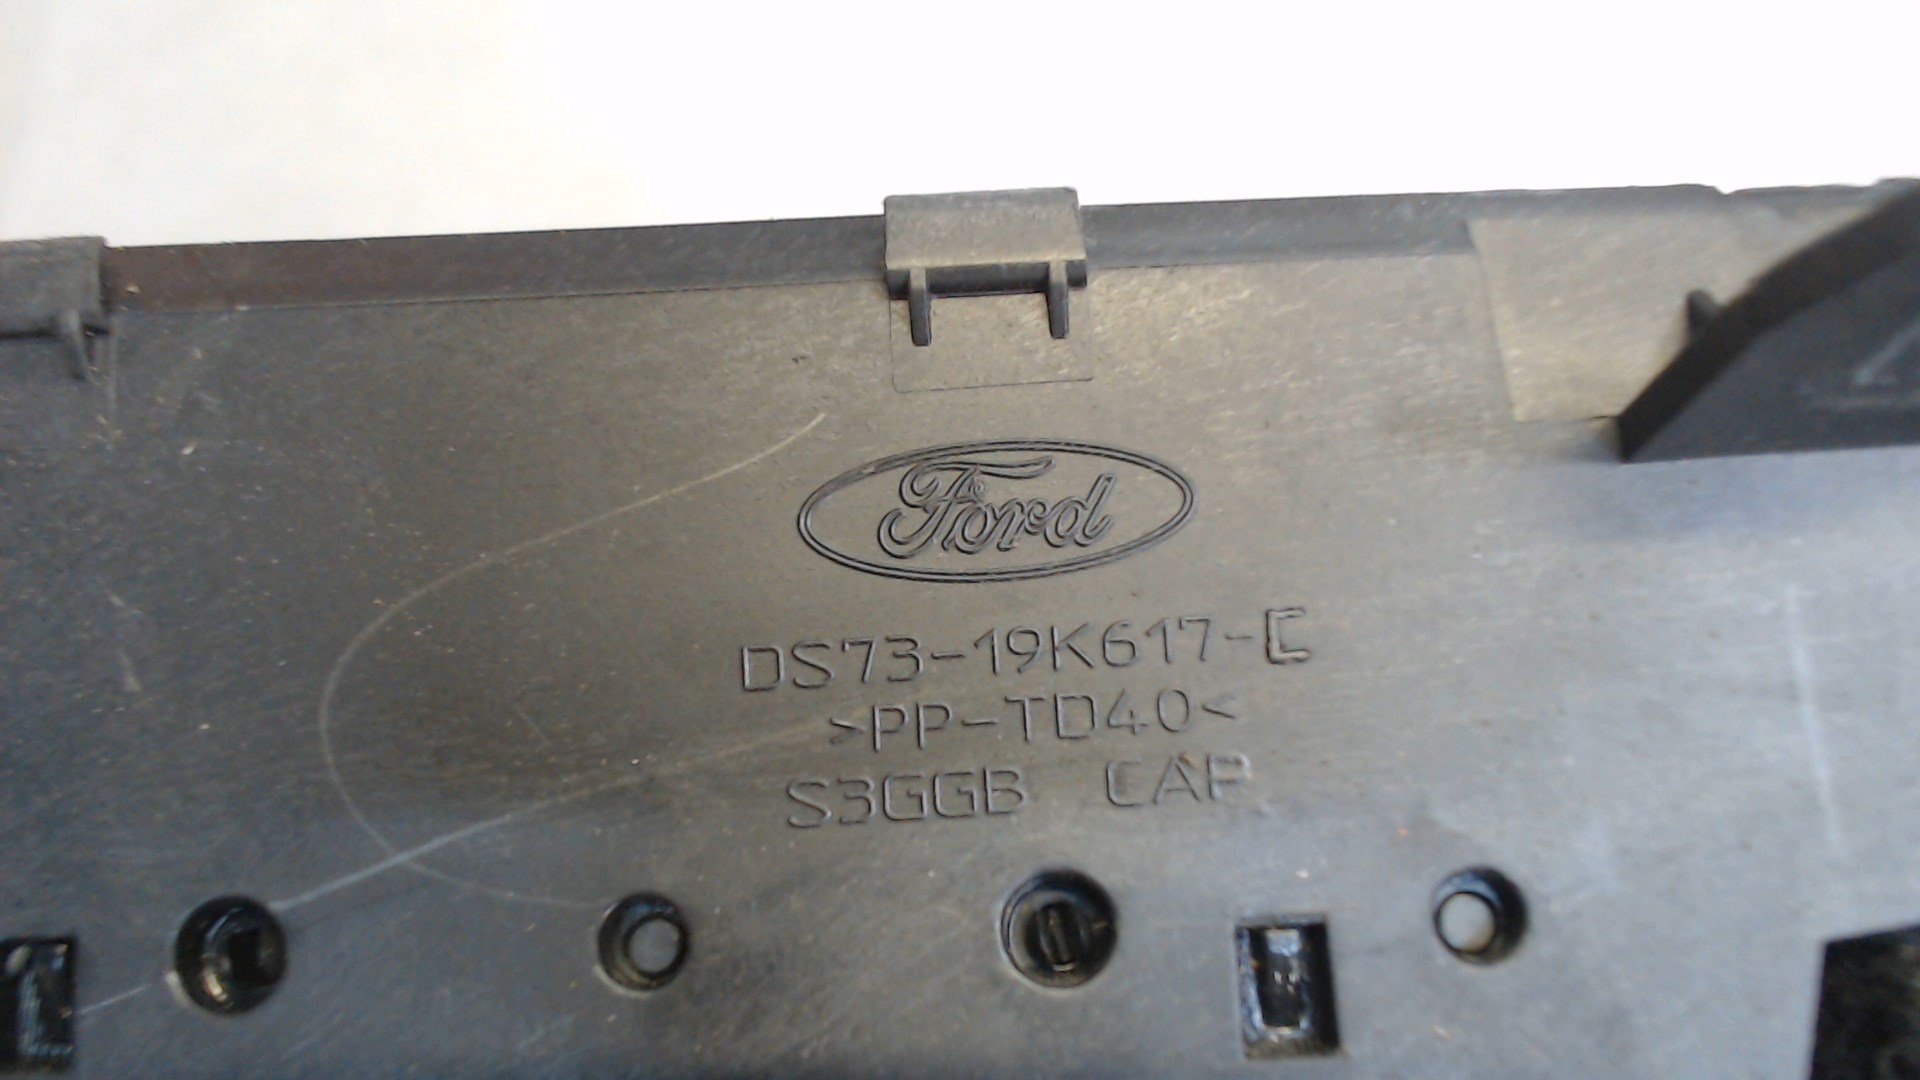 Ford
DS73-19K617-C
>PP-TD40<
S3GGB CAP